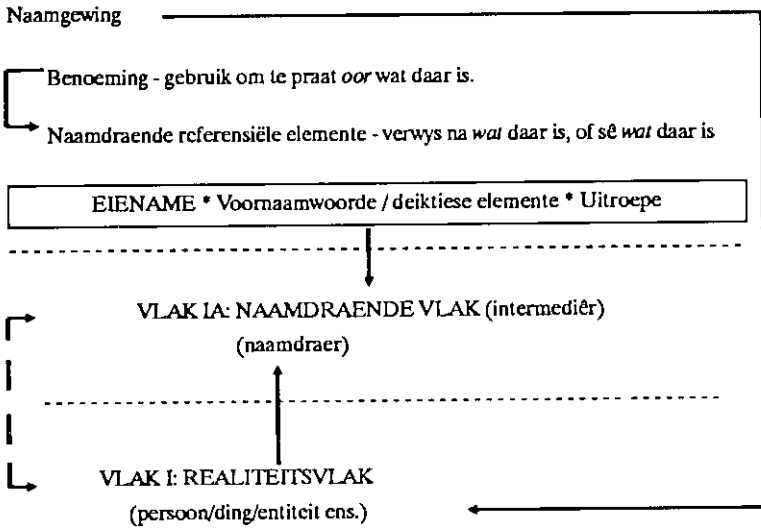 Naamgewing
Benoeming - gebruik om te praat oor wat daar is.
Naamdraende referensiële elemente - verwys na wat daar is, of sê wat daar is
EIENAME * Voornaamwoorde / deiktiese elemente * Uitroepe
VLAK IA: NAAMDRAENDE VLAK (intermediêr)
(naamdraer)
VLAK I: REALITEITSVLAK
(persoon/ding/entiteit ens.)